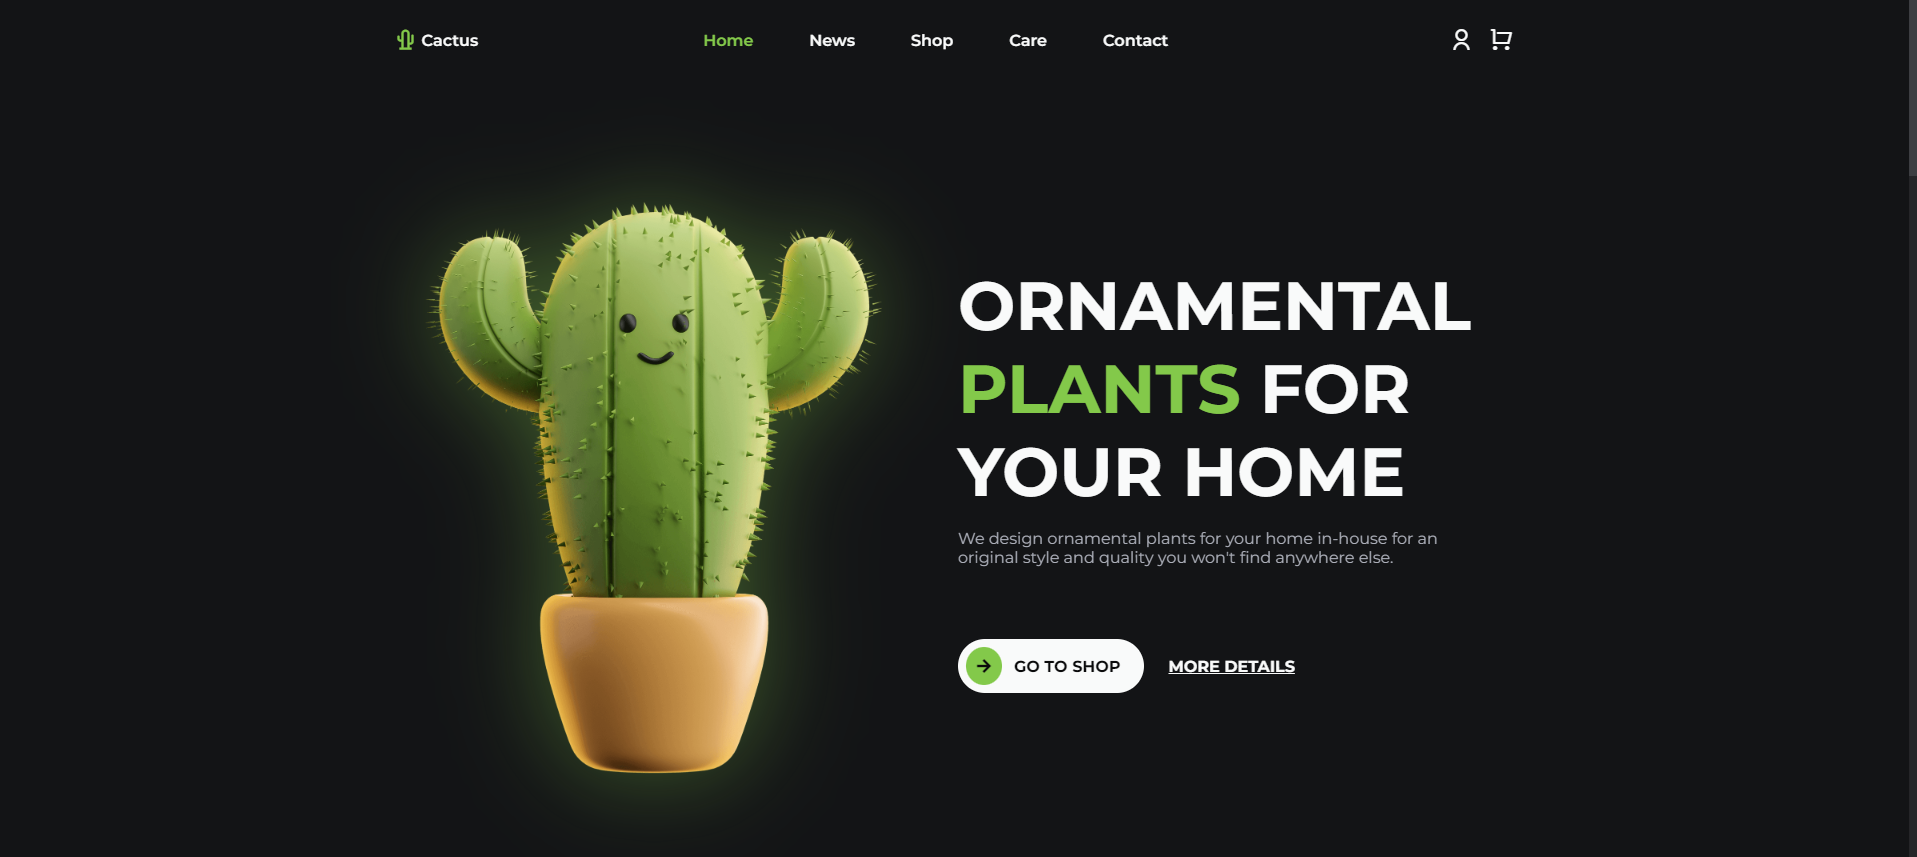 Cactus
Home
News
Shop
Care
Contact
ORNAMENTAL
PLANTS FOR
YOUR HOME
We design ornamental plants for your home in-house for an
original style and quality you won't find anywhere else.
GO TO SHOP
MORE DETAILS